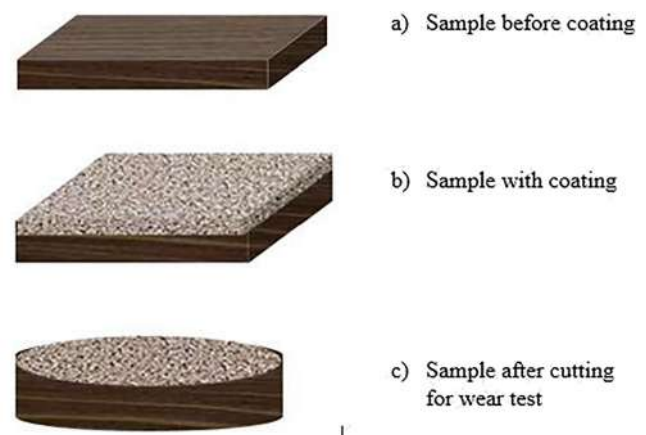 a) Sample before coating
b) Sample with coating
c) Sample after cutting
for wear test